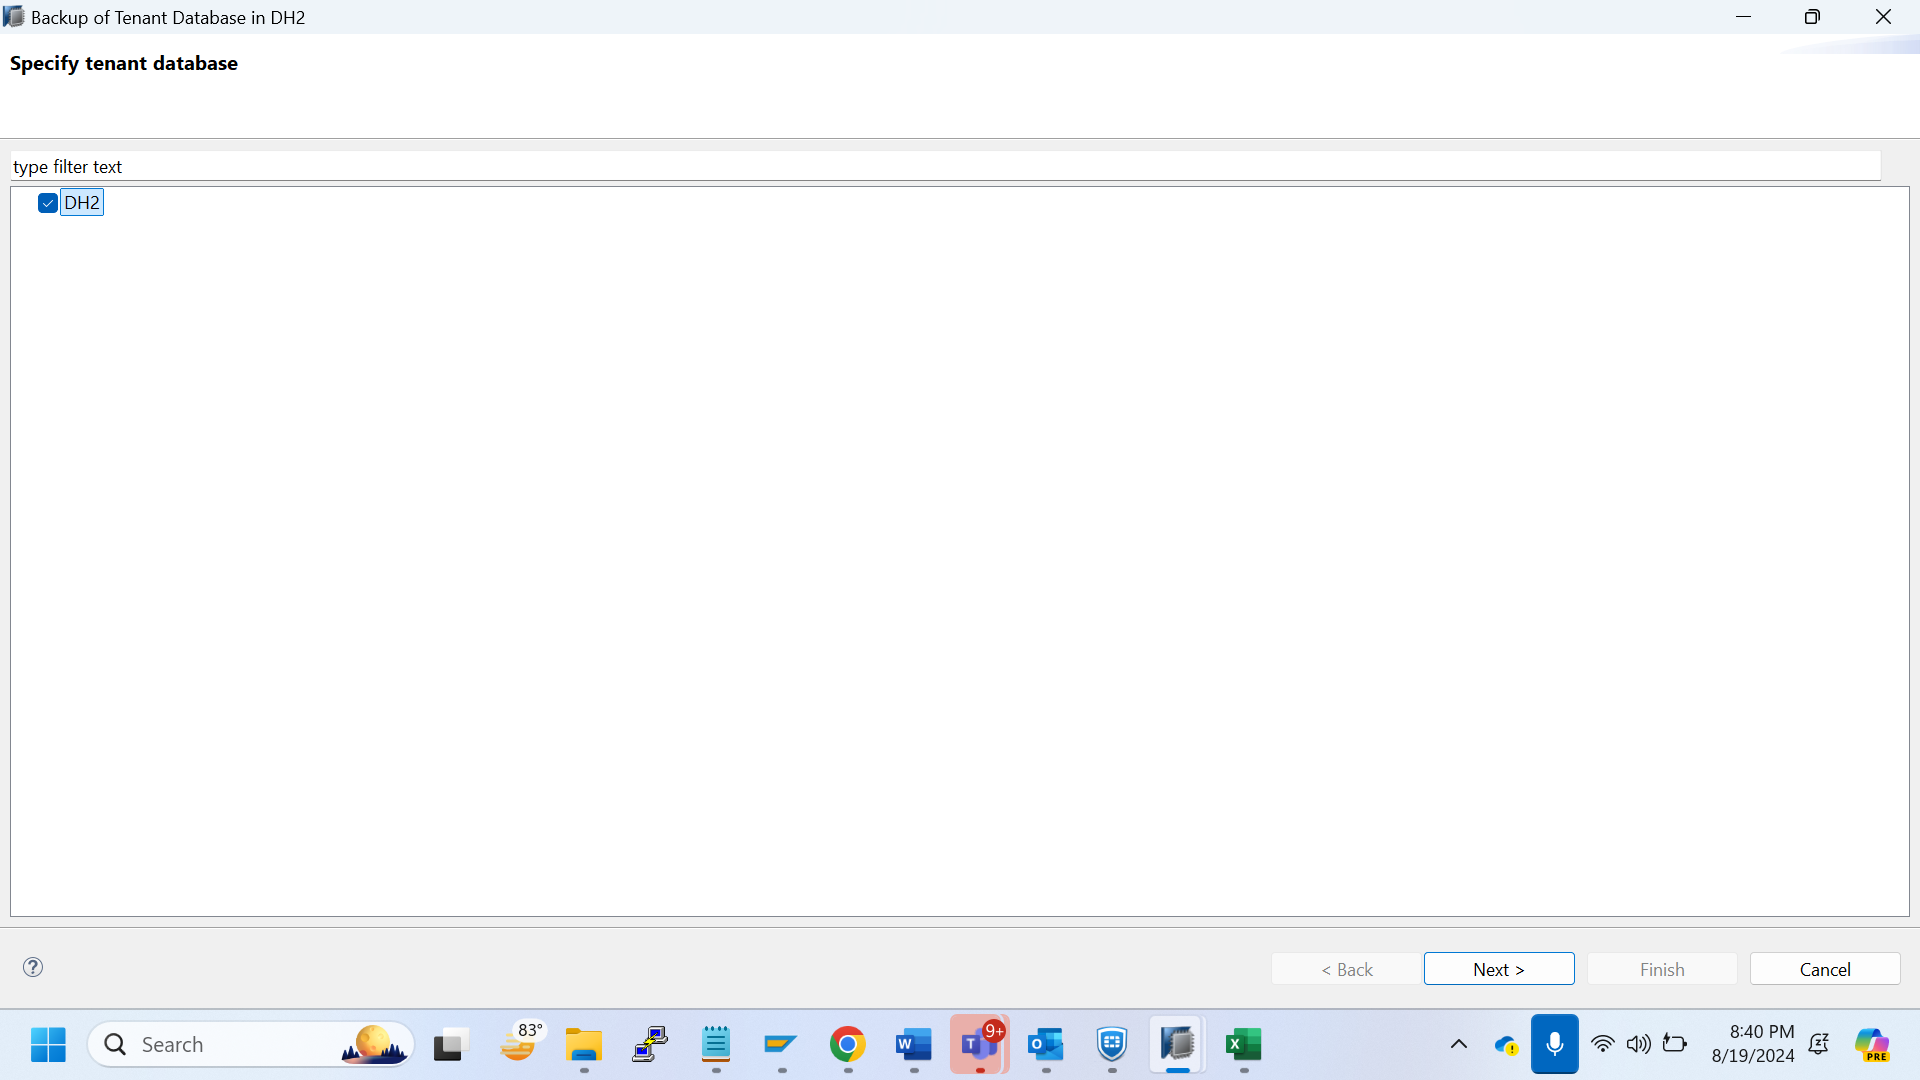 Backup of Tenant Database in DH2
Specify tenant database
type filter text
DH2
< Back
Next >
Finish
Cancel
Search
83°
W
T
9+
O
X
8:40 PM
8/19/2024
PRE